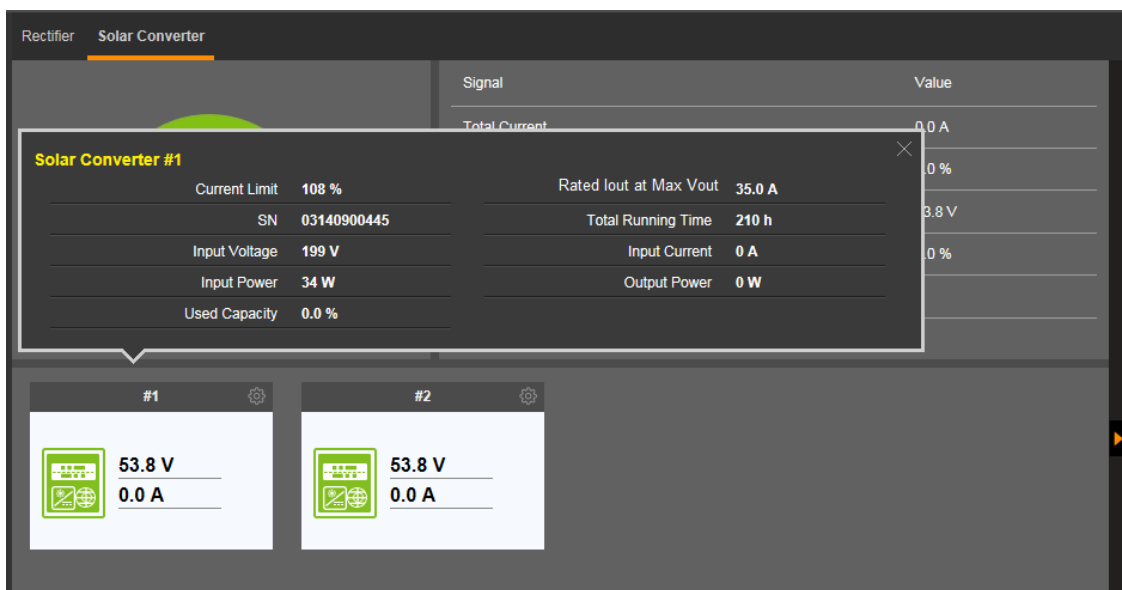 Rectifier Solar Converter
Signal Value
Total Current 0.0 A
Solar Converter #1
Current Limit 108 % Rated Iout at Max Vout 35.0 A
SN 03140900445 Total Running Time 210 h
Input Voltage 199 V Input Current 0 A
Input Power 34 W Output Power 0 W
Used Capacity 0.0 %
.0 %
3.8 V
.0 %
#1 #2
53.8 V 53.8 V
0.0 A 0.0 A